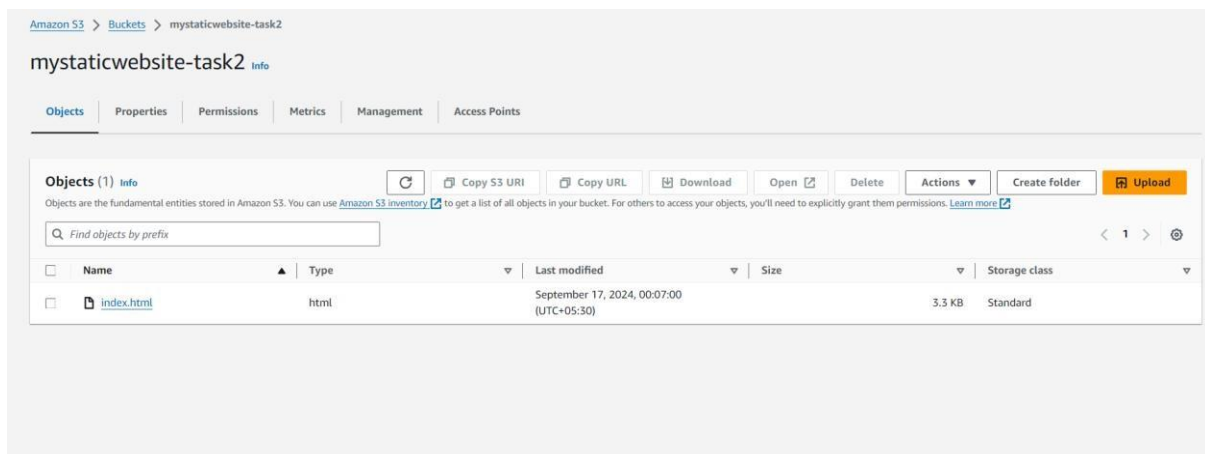 Amazon S3 > Buckets > mystaticwebsite-task2
mystaticwebsite-task2 Info
Objects Properties Permissions Metrics Management Access Points
Objects (1) Info Copy S3 URI Copy URL Download Open Delete Actions Create folder Upload
Objects are the fundamental entities stored in Amazon S3. You can use Amazon S3 inventory to get a list of all objects in your bucket. For others to access your objects, you'll need to explicitly grant them permissions. Learn more
Find objects by prefix < 1 >
Name Type Last modified Size Storage class
index.html html September 17, 2024, 00:07:00 3.3 KB Standard
(UTC+05:30)